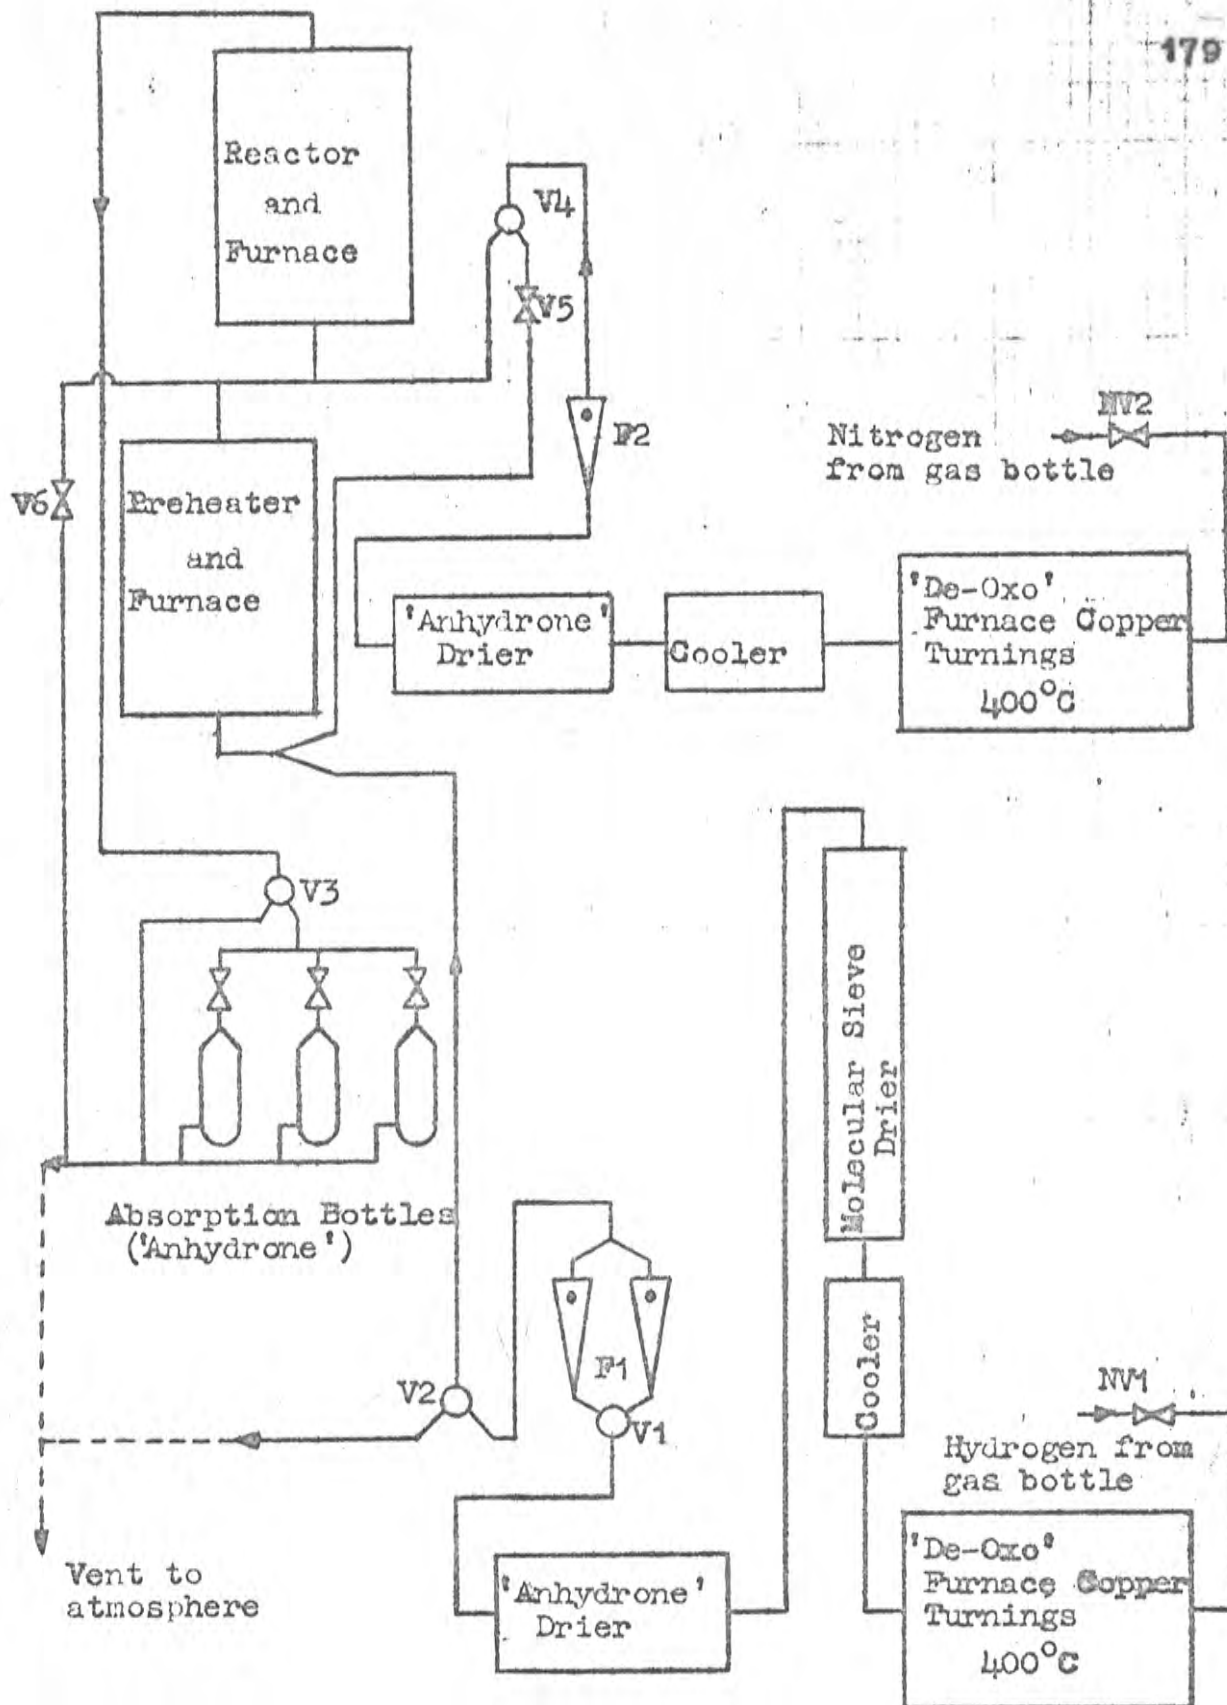 179
Reactor
and
Furnace
V4
V5
F2
NV2
Nitrogen
from gas bottle
V6
Preheater
and
Furnace
'Anhydrone'
Drier
Cooler
'De-Oxo'
Furnace Copper
Turnings
400°C
V3
Molecular Sieve
Drier
Absorption Bottles
('Anhydrone')
F1
V2
V1
Cooler
NV1
Hydrogen from
gas bottle
Vent to
atmosphere
'Anhydrone'
Drier
'De-Oxo'
Furnace Copper
Turnings
400°C